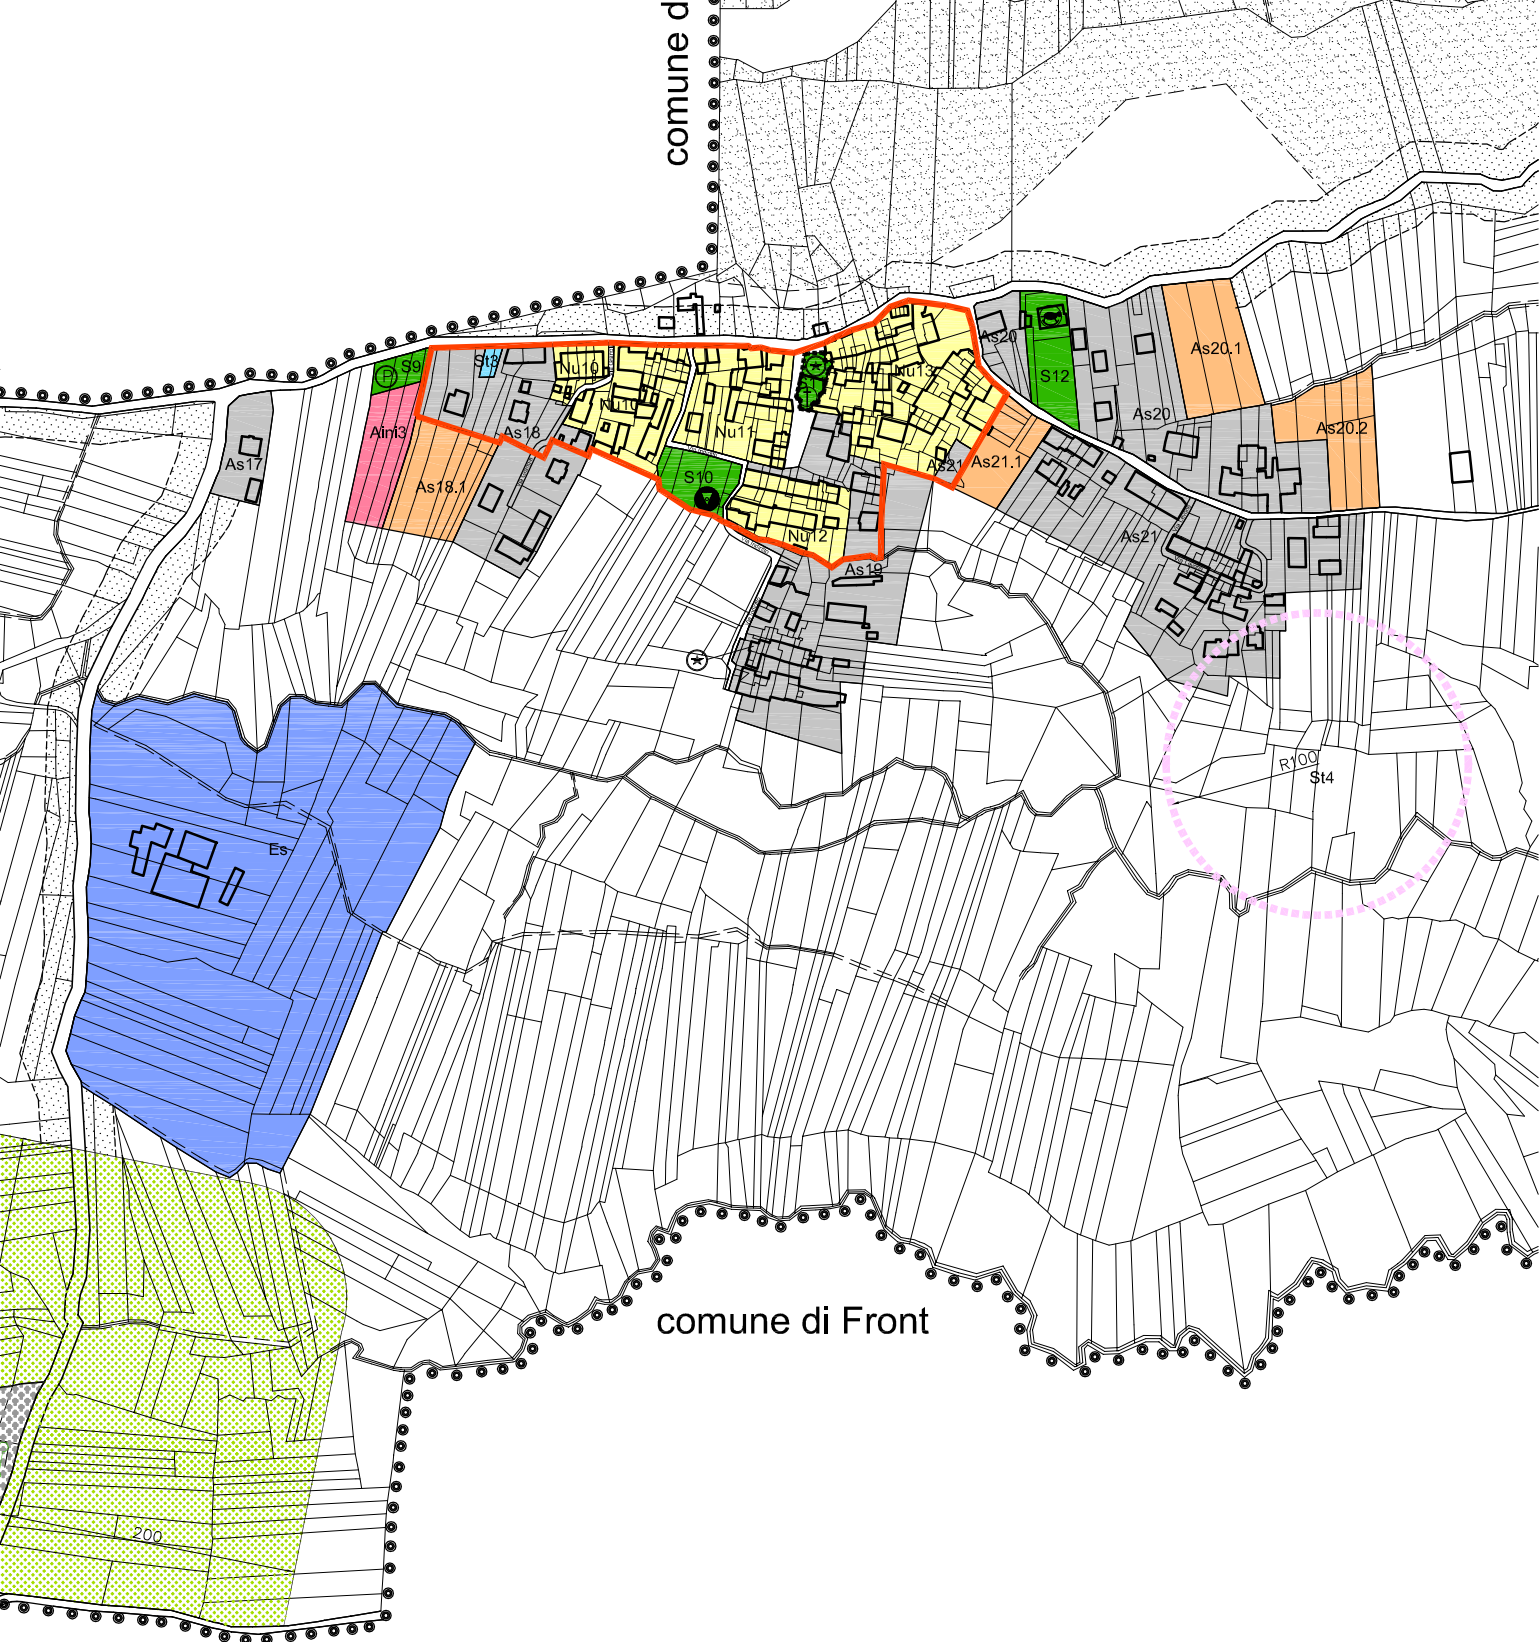 comune d
As20
As20.1
S9
St3
Nu10
Nu13
S12
As20
As20.2
P
Aini3
As18
Nu10
Nu11
As17
As18.1
S10
As21
As21.1
Nu12
As21
As19
R100
St4
Es
comune di Front
200